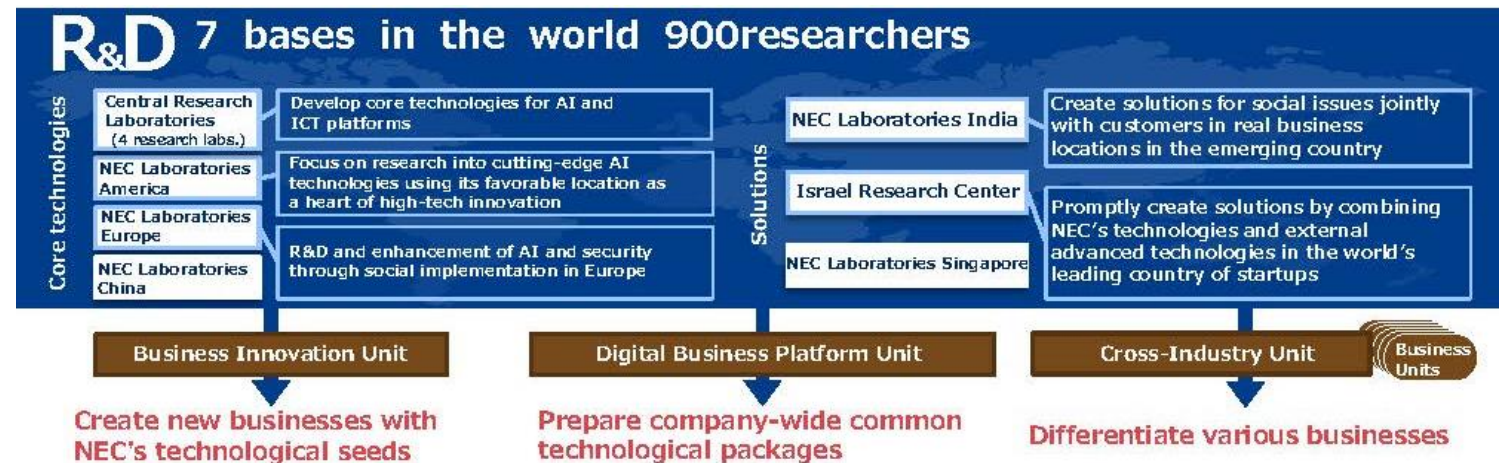 R&D 7 bases in the world 900researchers
Core technologies
Central Research
Laboratories
(4 research labs.)
Develop core technologies for AI and
ICT platforms
NEC Laboratories
America
Focus on research into cutting-edge AI
technologies using its favorable location as
a heart of high-tech innovation
NEC Laboratories
Europe
R&D and enhancement of AI and security
through social implementation in Europe
NEC Laboratories
China
Solutions
NEC Laboratories India
Create solutions for social issues jointly
with customers in real business
locations in the emerging country
Israel Research Center
Promptly create solutions by combining
NEC's technologies and external
advanced technologies in the world's
leading country of startups
NEC Laboratories Singapore
Business Innovation Unit
Digital Business Platform Unit
Cross-Industry Unit
Business
Units
Create new businesses with
NEC's technological seeds
Prepare company-wide common
technological packages
Differentiate various businesses